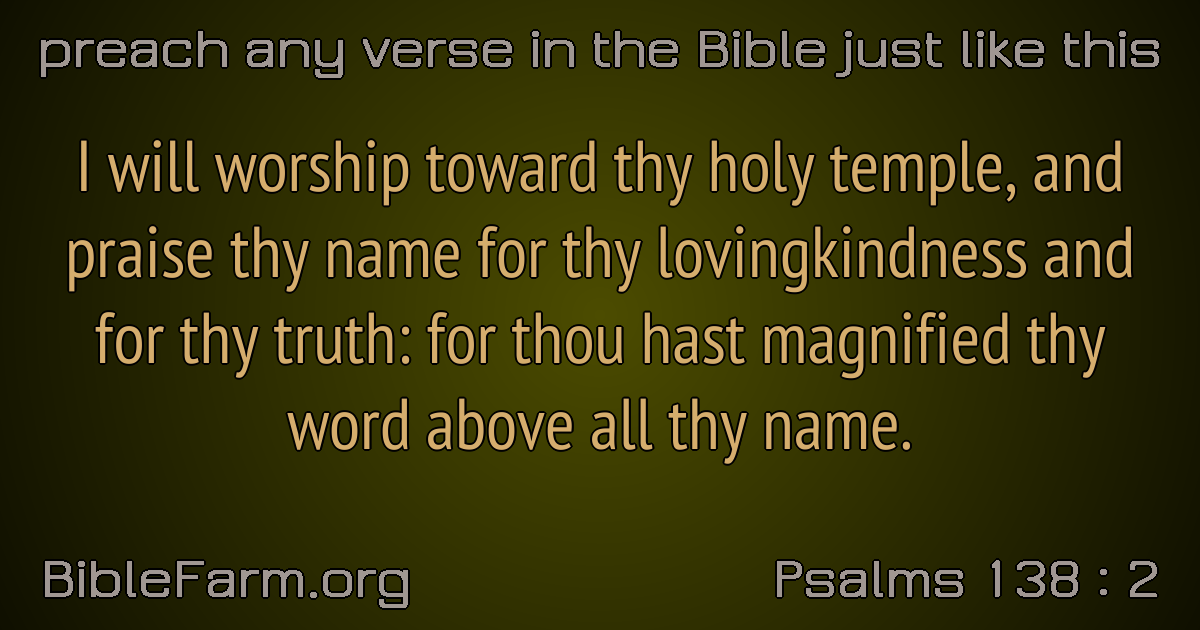 preach any verse in the Bible just like this
I will worship toward thy holy temple, and
praise thy name for thy lovingkindness and
for thy truth: for thou hast magnified thy
word above all thy name.
BibleFarm.org
Psalms 138 : 2